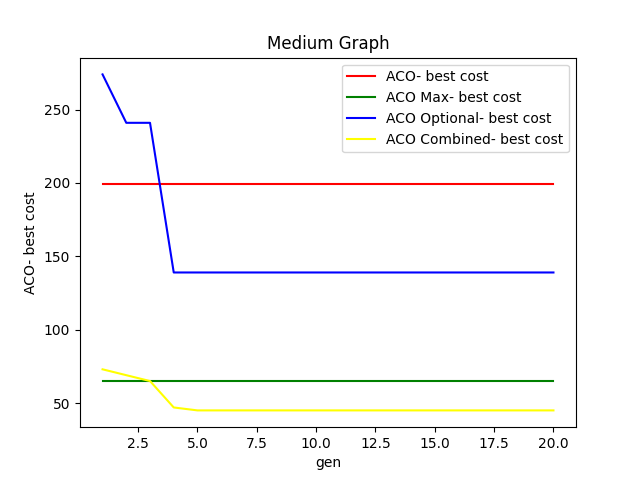 Medium Graph
ACO- best cost
ACO Max- best cost
ACO Optional- best cost
ACO Combined- best cost
ACO- best cost
250
200
150
100
50
2.5 5.0 7.5 10.0 12.5 15.0 17.5 20.0
gen